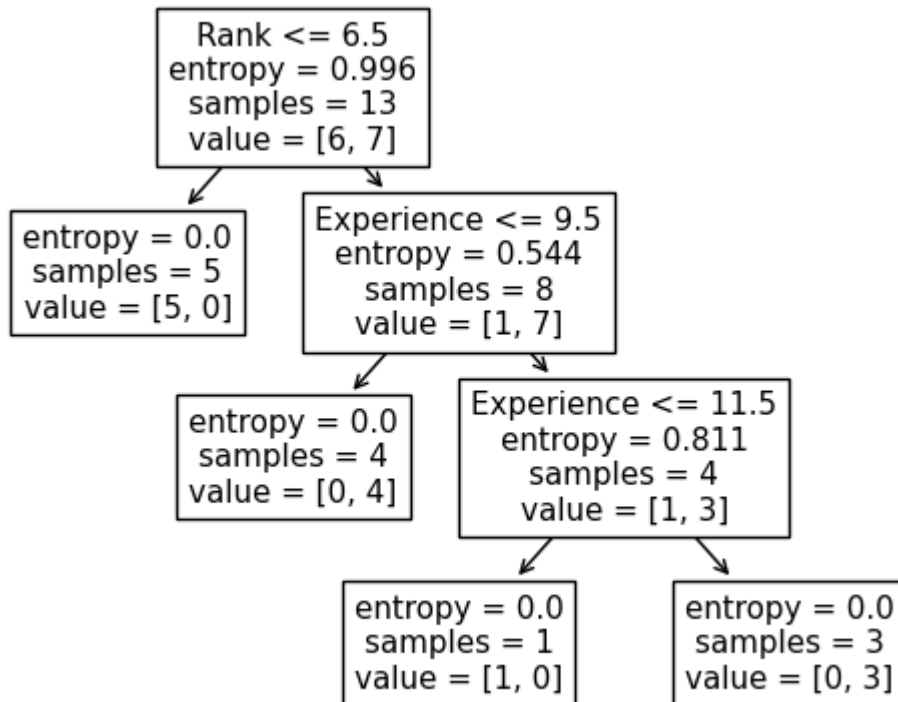 Rank <= 6.5
entropy = 0.996
samples = 13
value = [6, 7]
entropy = 0.0
samples = 5
value = [5, 0]
Experience <= 9.5
entropy = 0.544
samples = 8
value = [1, 7]
entropy = 0.0
samples = 4
value = [0, 4]
Experience <= 11.5
entropy = 0.811
samples = 4
value = [1, 3]
entropy = 0.0
samples = 1
value = [1, 0]
entropy = 0.0
samples = 3
value = [0, 3]